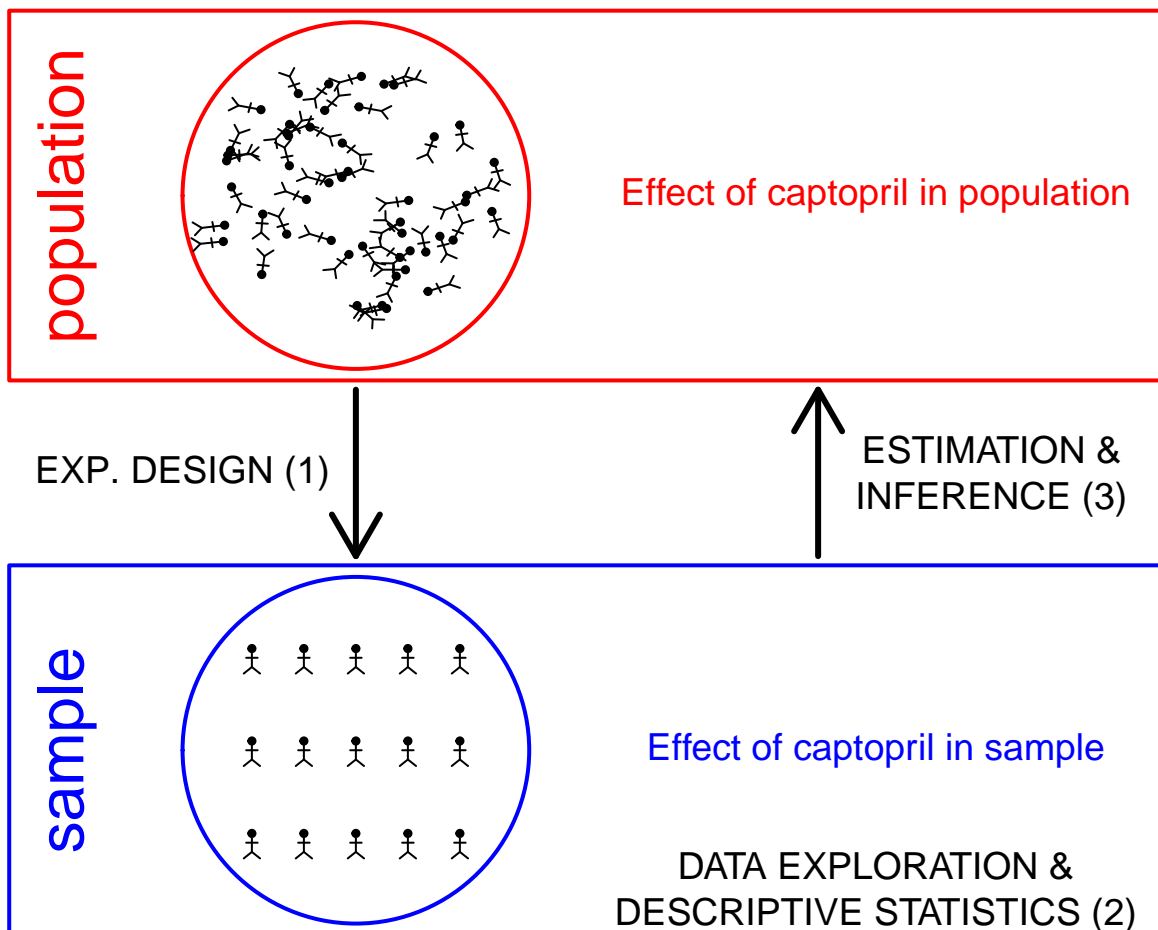 population
Effect of captopril in population
EXP. DESIGN (1)
ESTIMATION &
INFERENCE (3)
sample
Effect of captopril in sample
DATA EXPLORATION &
DESCRIPTIVE STATISTICS (2)